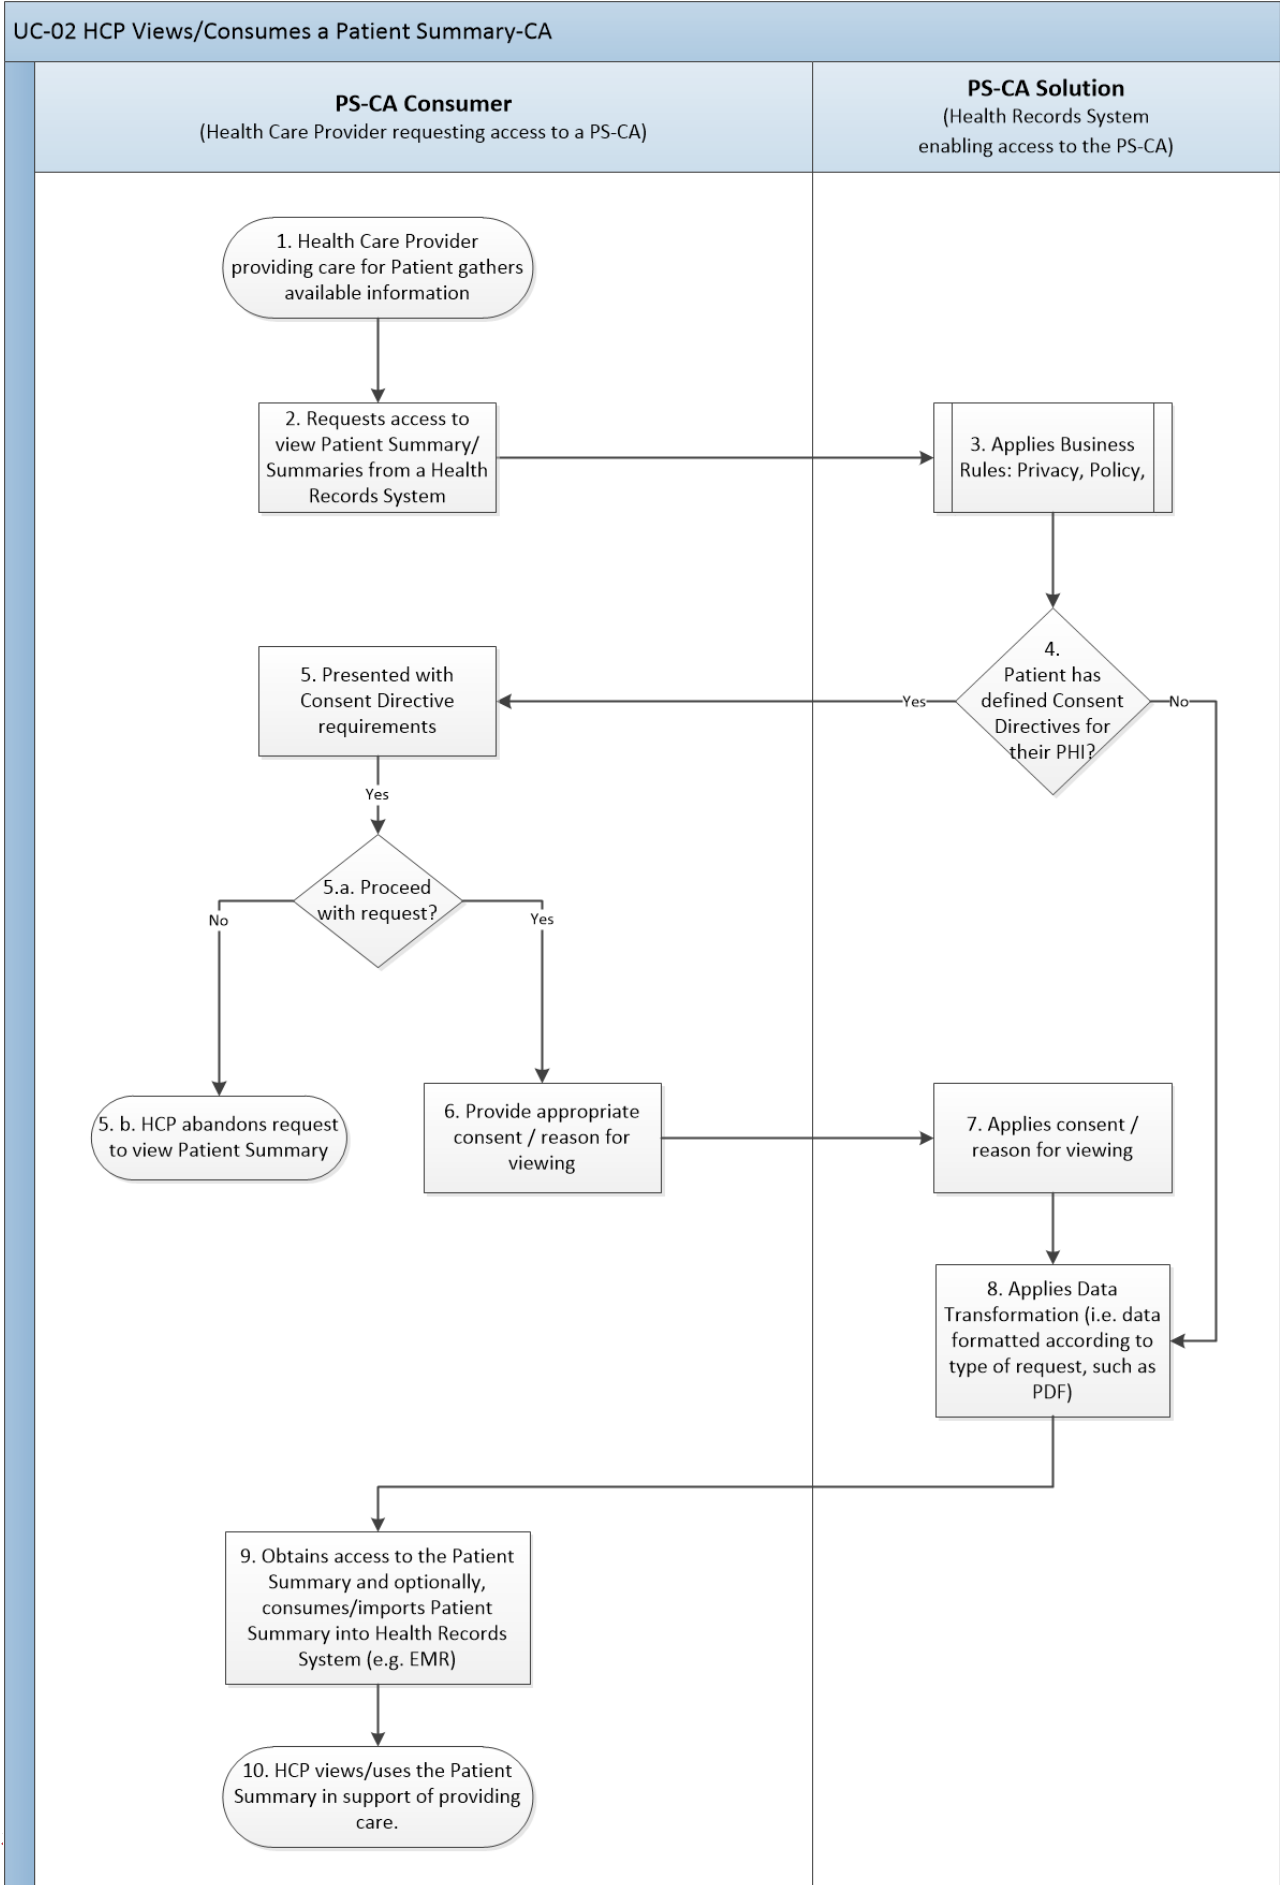 UC-02 HCP Views/Consumes a Patient Summary-CA
PS-CA Consumer
(Health Care Provider requesting access to a PS-CA)
PS-CA Solution
(Health Records System
enabling access to the PS-CA)
1. Health Care Provider
providing care for Patient gathers
available information
2. Requests access to
view Patient Summary/
Summaries from a Health
Records System
3. Applies Business
Rules: Privacy, Policy,
4.
Patient has
defined Consent
Directives for
their PHI?
Yes
No
5. Presented with
Consent Directive
requirements
Yes
5.a. Proceed
with request?
No
Yes
5. b. HCP abandons request
to view Patient Summary
6. Provide appropriate
consent / reason for
viewing
7. Applies consent /
reason for viewing
8. Applies Data
Transformation (i.e. data
formatted according to
type of request, such as
PDF)
9. Obtains access to the Patient
Summary and optionally,
consumes/imports Patient
Summary into Health Records
System (e.g. EMR)
10. HCP views/uses the Patient
Summary in support of providing
care.